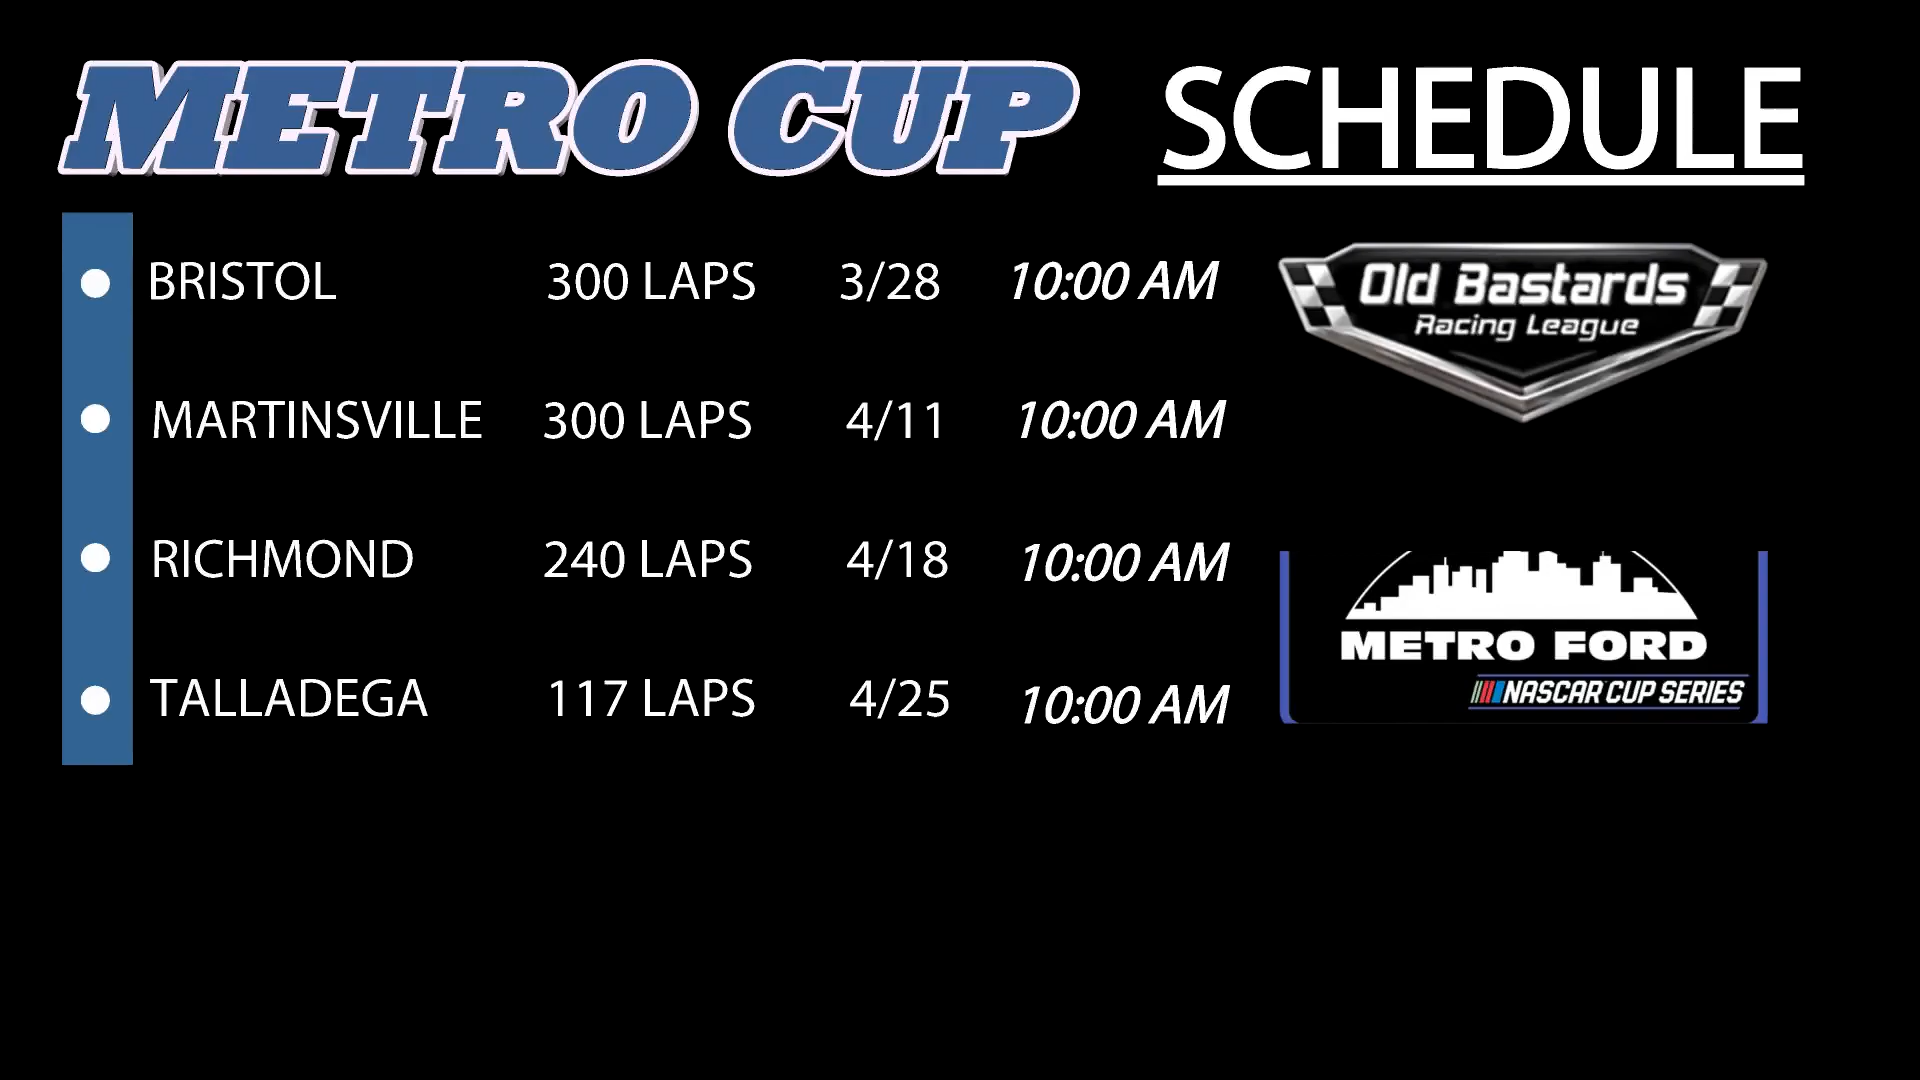 METRO CUP SCHEDULE
BRISTOL 300 LAPS 3/28 10:00 AM
MARTINSVILLE 300 LAPS 4/11 10:00 AM
RICHMOND 240 LAPS 4/18 10:00 AM
TALLADEGA 117 LAPS 4/25 10:00 AM
Old Bastards
Racing League
METRO FORD
NASCAR CUP SERIES